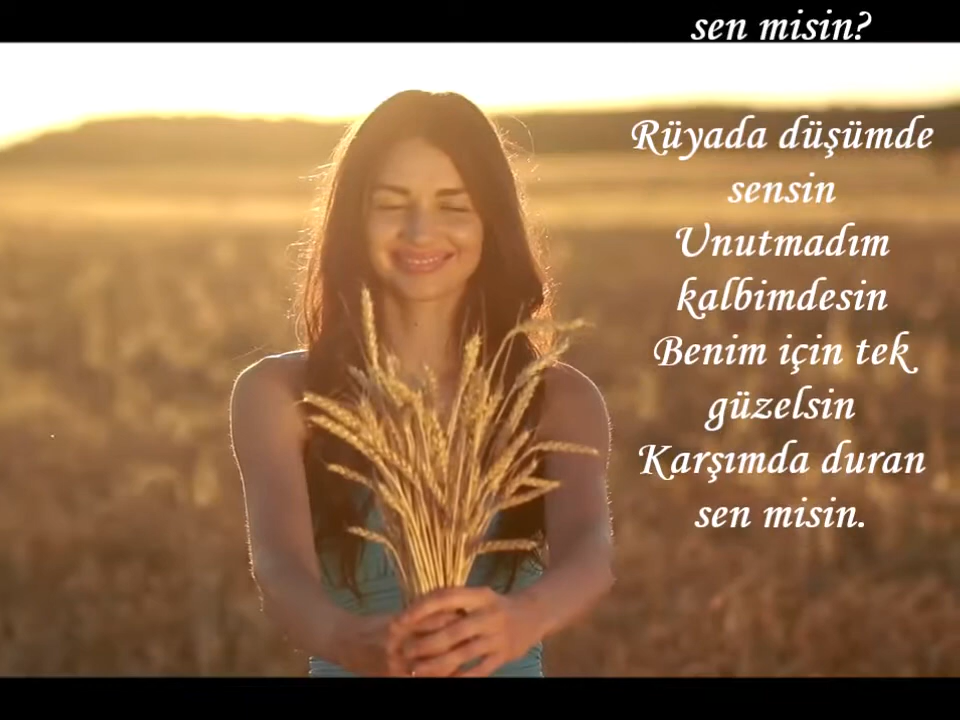 sen misin?
Rüyada düşümde
sensin
Unutmadım
kalbimdesin
Benim için tek
güzelsin
Karşımda duran
sen misin.